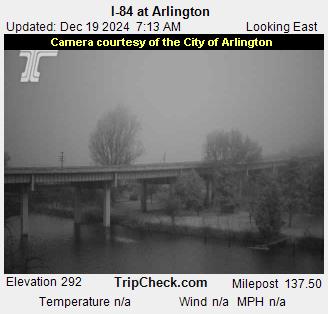 I-84 at Arlington
Updated: Dec 19 2024 7:13 AM Looking East
Camera courtesy of the City of Arlington
Elevation 292 TripCheck.com Milepost 137.50
Temperature n/a Wind n/a MPH n/a